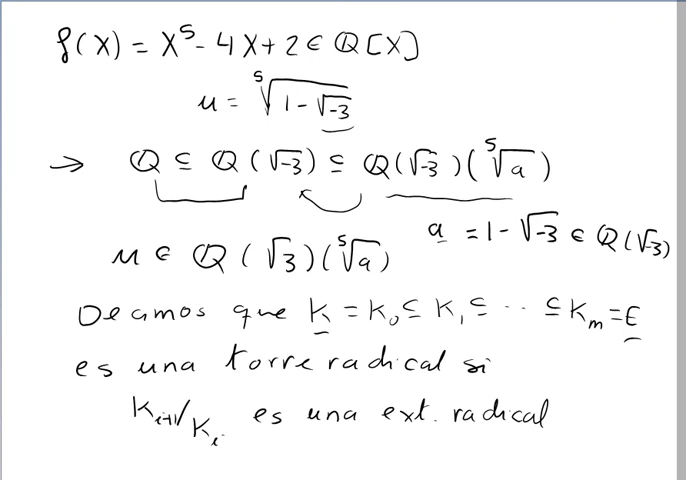 f(X) = X⁵ - 4X + 2 ∈ ℚ[X]
u = ⁵√(1 - √-3)
→ ℚ ⊆ ℚ(√-3) ⊆ ℚ(√-3)(⁵√a)
a = 1 - √-3 ∈ ℚ(√-3)
u ∈ ℚ(√3)(⁵√a)
Deamos que K = K₀ ⊆ K₁ ⊆ ·· ⊆ Kₘ = E
es una torre radical si
Kᵢ₊₁/Kᵢ es una ext. radical